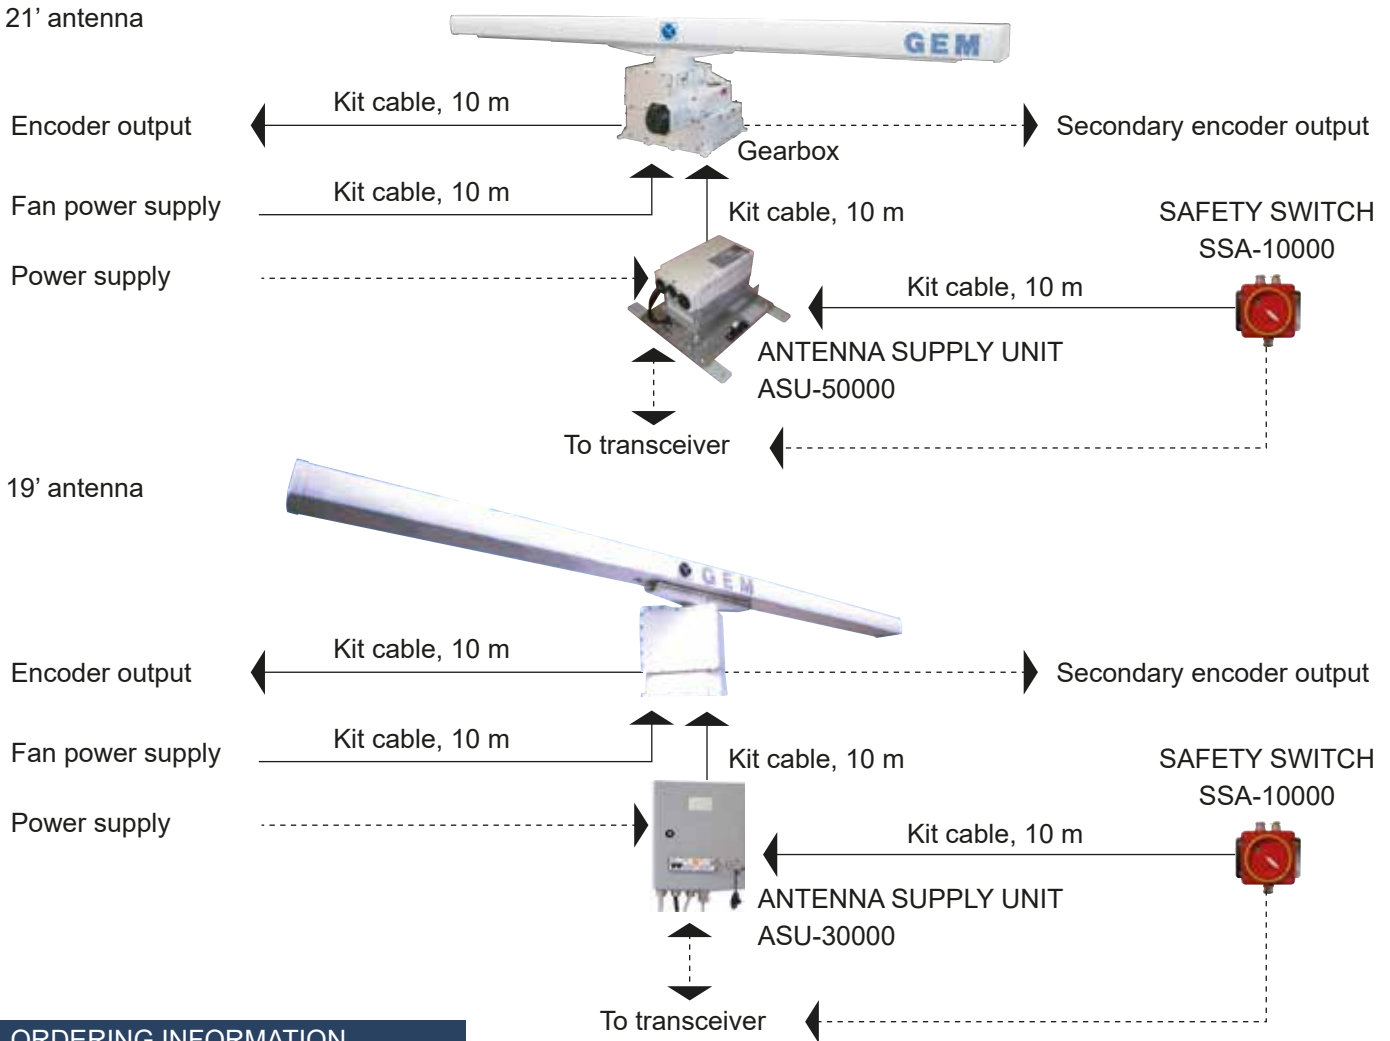 21’ antenna
GEM
Kit cable, 10 m
Encoder output
Secondary encoder output
Gearbox
Kit cable, 10 m
Fan power supply
Kit cable, 10 m
SAFETY SWITCH
SSA-10000
Power supply
Kit cable, 10 m
ANTENNA SUPPLY UNIT
ASU-50000
To transceiver
19’ antenna
GEM
Kit cable, 10 m
Encoder output
Secondary encoder output
Kit cable, 10 m
Fan power supply
Kit cable, 10 m
SAFETY SWITCH
SSA-10000
Power supply
Kit cable, 10 m
ANTENNA SUPPLY UNIT
ASU-30000
To transceiver
ORDERING INFORMATION